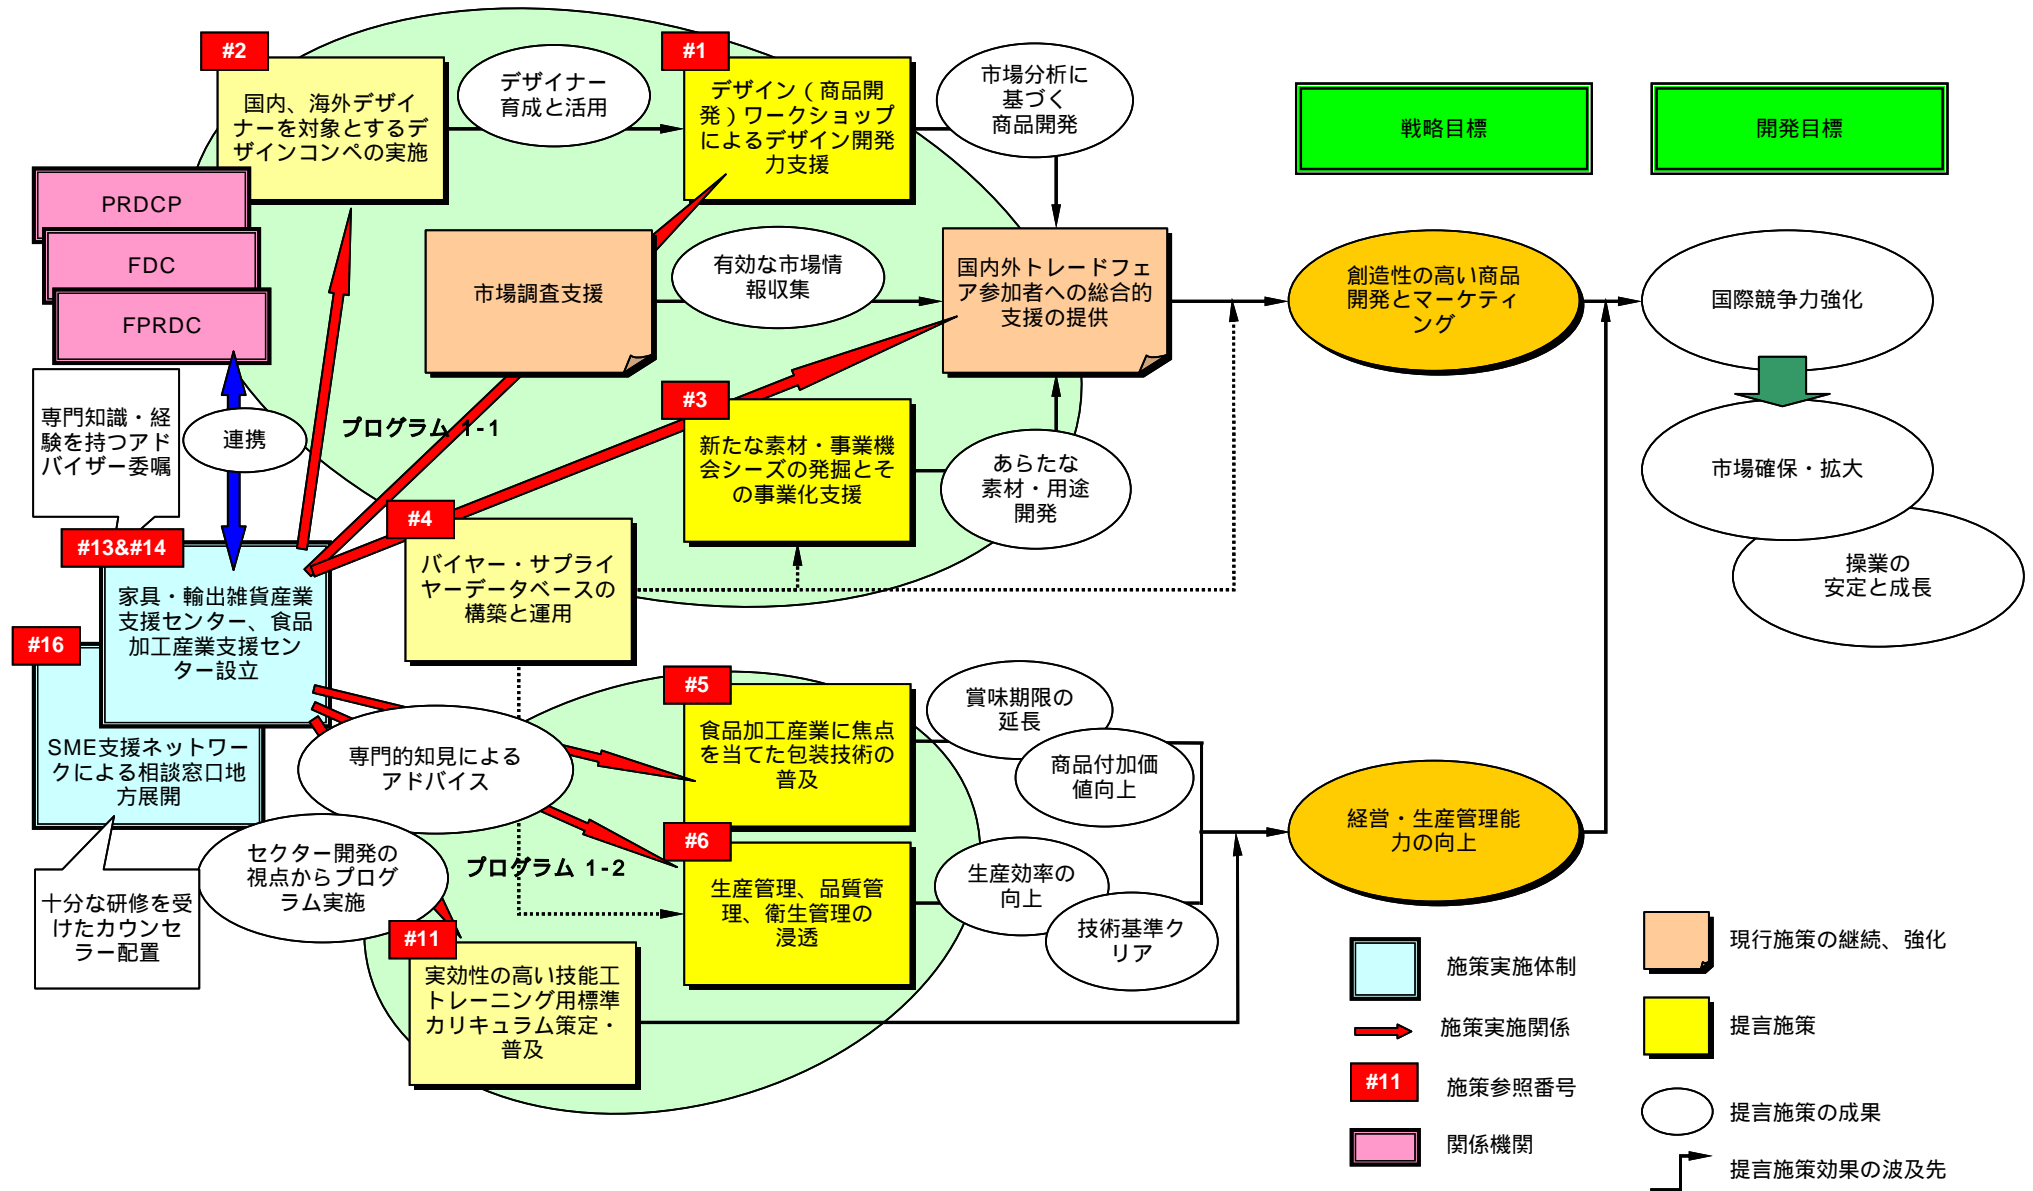 #2
国内、海外デザイ
ナーを対象とするデ
ザインコンペの実施
デザイナー
育成と活用
#1
デザイン（商品開
発）ワークショップ
によるデザイン開発
力支援
市場分析に
基づく
商品開発
戦略目標
開発目標
PRDCP
FDC
FPRDC
市場調査支援
有効な市場情
報収集
国内外トレードフェ
ア参加者への総合的
支援の提供
創造性の高い商品
開発とマーケティ
ング
国際競争力強化
市場確保・拡大
操業の
安定と成長
専門知識・経
験を持つアド
バイザー委嘱
連携
プログラム 1-1
#3
新たな素材・事業機
会シーズの発掘とそ
の事業化支援
あらたな
素材・用途
開発
#4
バイヤー・サプライ
ヤーデータベースの
構築と運用
#13&#14
家具・輸出雑貨産業
支援センター、食品
加工産業支援セン
ター設立
#16
SME支援ネットワー
クによる相談窓口地
方展開
十分な研修を受
けたカウンセ
ラー配置
専門的知見による
アドバイス
セクター開発の
視点からプログ
ラム実施
プログラム 1-2
#5
食品加工産業に焦点
を当てた包装技術の
普及
賞味期限の
延長
商品付加価
値向上
#6
生産管理、品質管
理、衛生管理の
浸透
生産効率の
向上
技術基準ク
リア
経営・生産管理能
力の向上
#11
実効性の高い技能工
トレーニング用標準
カリキュラム策定・
普及
施策実施体制
施策実施関係
#11
施策参照番号
関係機関
現行施策の継続、強化
提言施策
提言施策の成果
提言施策効果の波及先